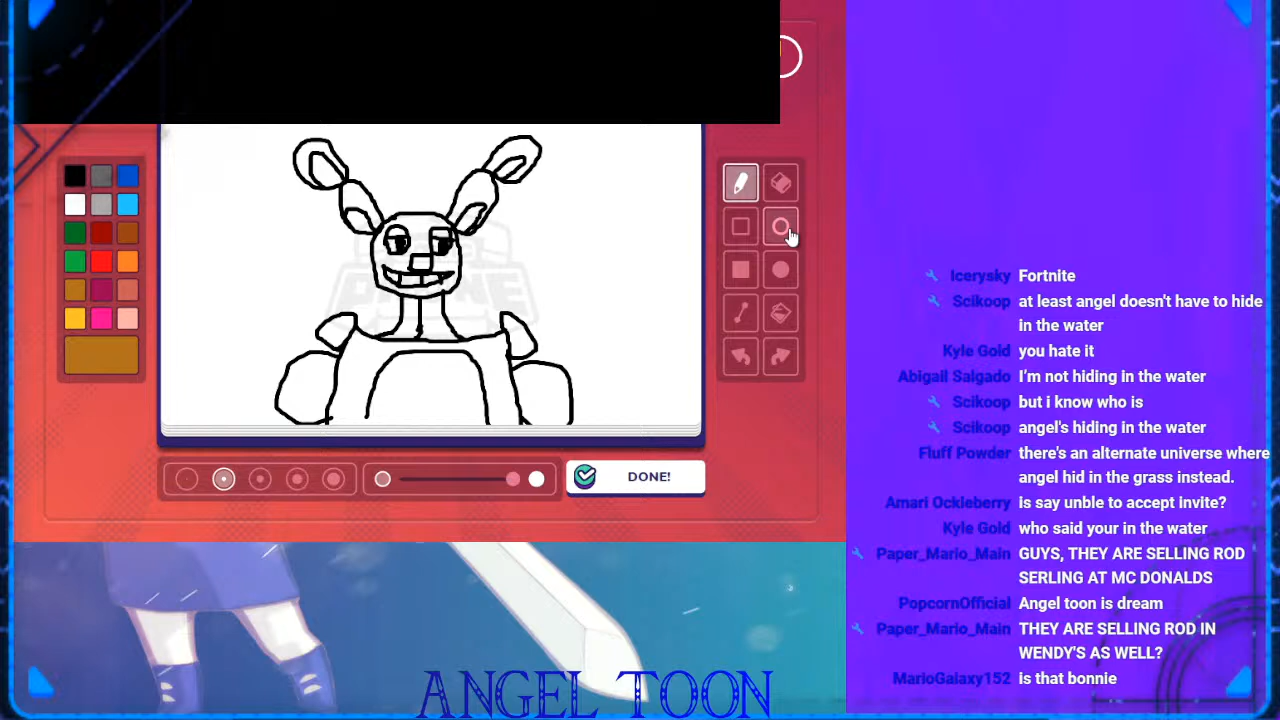 DONE!
Icerysky Fortnite
Scikoop at least angel doesn't have to hide
in the water
Kyle Gold you hate it
Abigail Salgado I'm not hiding in the water
Scikoop but i know who is
Scikoop angel's hiding in the water
Fluff Powder there's an alternate universe where
angel hid in the grass instead.
Amari Ockleberry is say unble to accept invite?
Kyle Gold who said your in the water
Paper_Mario_Main GUYS, THEY ARE SELLING ROD
SERLING AT MC DONALDS
PopcornOfficial Angel toon is dream
Paper_Mario_Main THEY ARE SELLING ROD IN
WENDY'S AS WELL?
MarioGalaxy152 is that bonnie
ANGEL TOON